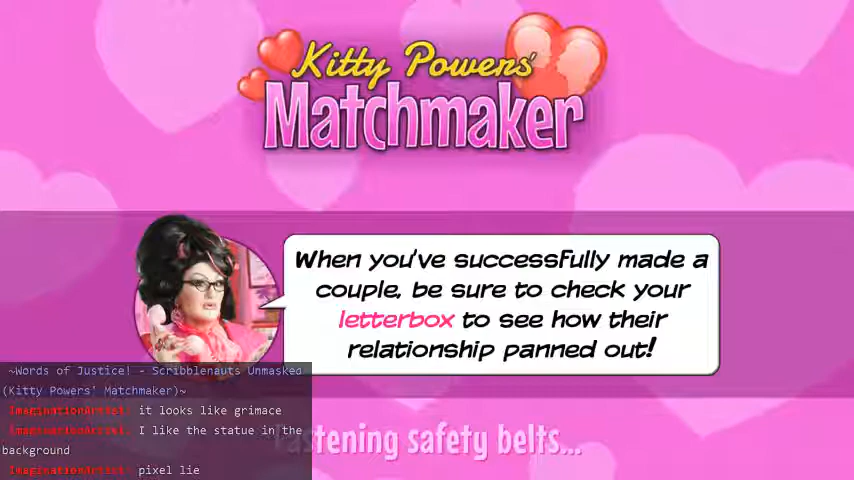 Kitty Powers'
Matchmaker
When you've successfully made a
couple, be sure to check your
letterbox to see how their
relationship panned out!
~Words of Justice! - Scribblenauts Unmasked
(Kitty Powers' Matchmaker)~
ImaginationArtist: it looks like grimace
ImaginationArtist: I like the statue in the
background
ImaginationArtist: pixel lie
Fastening safety belts...